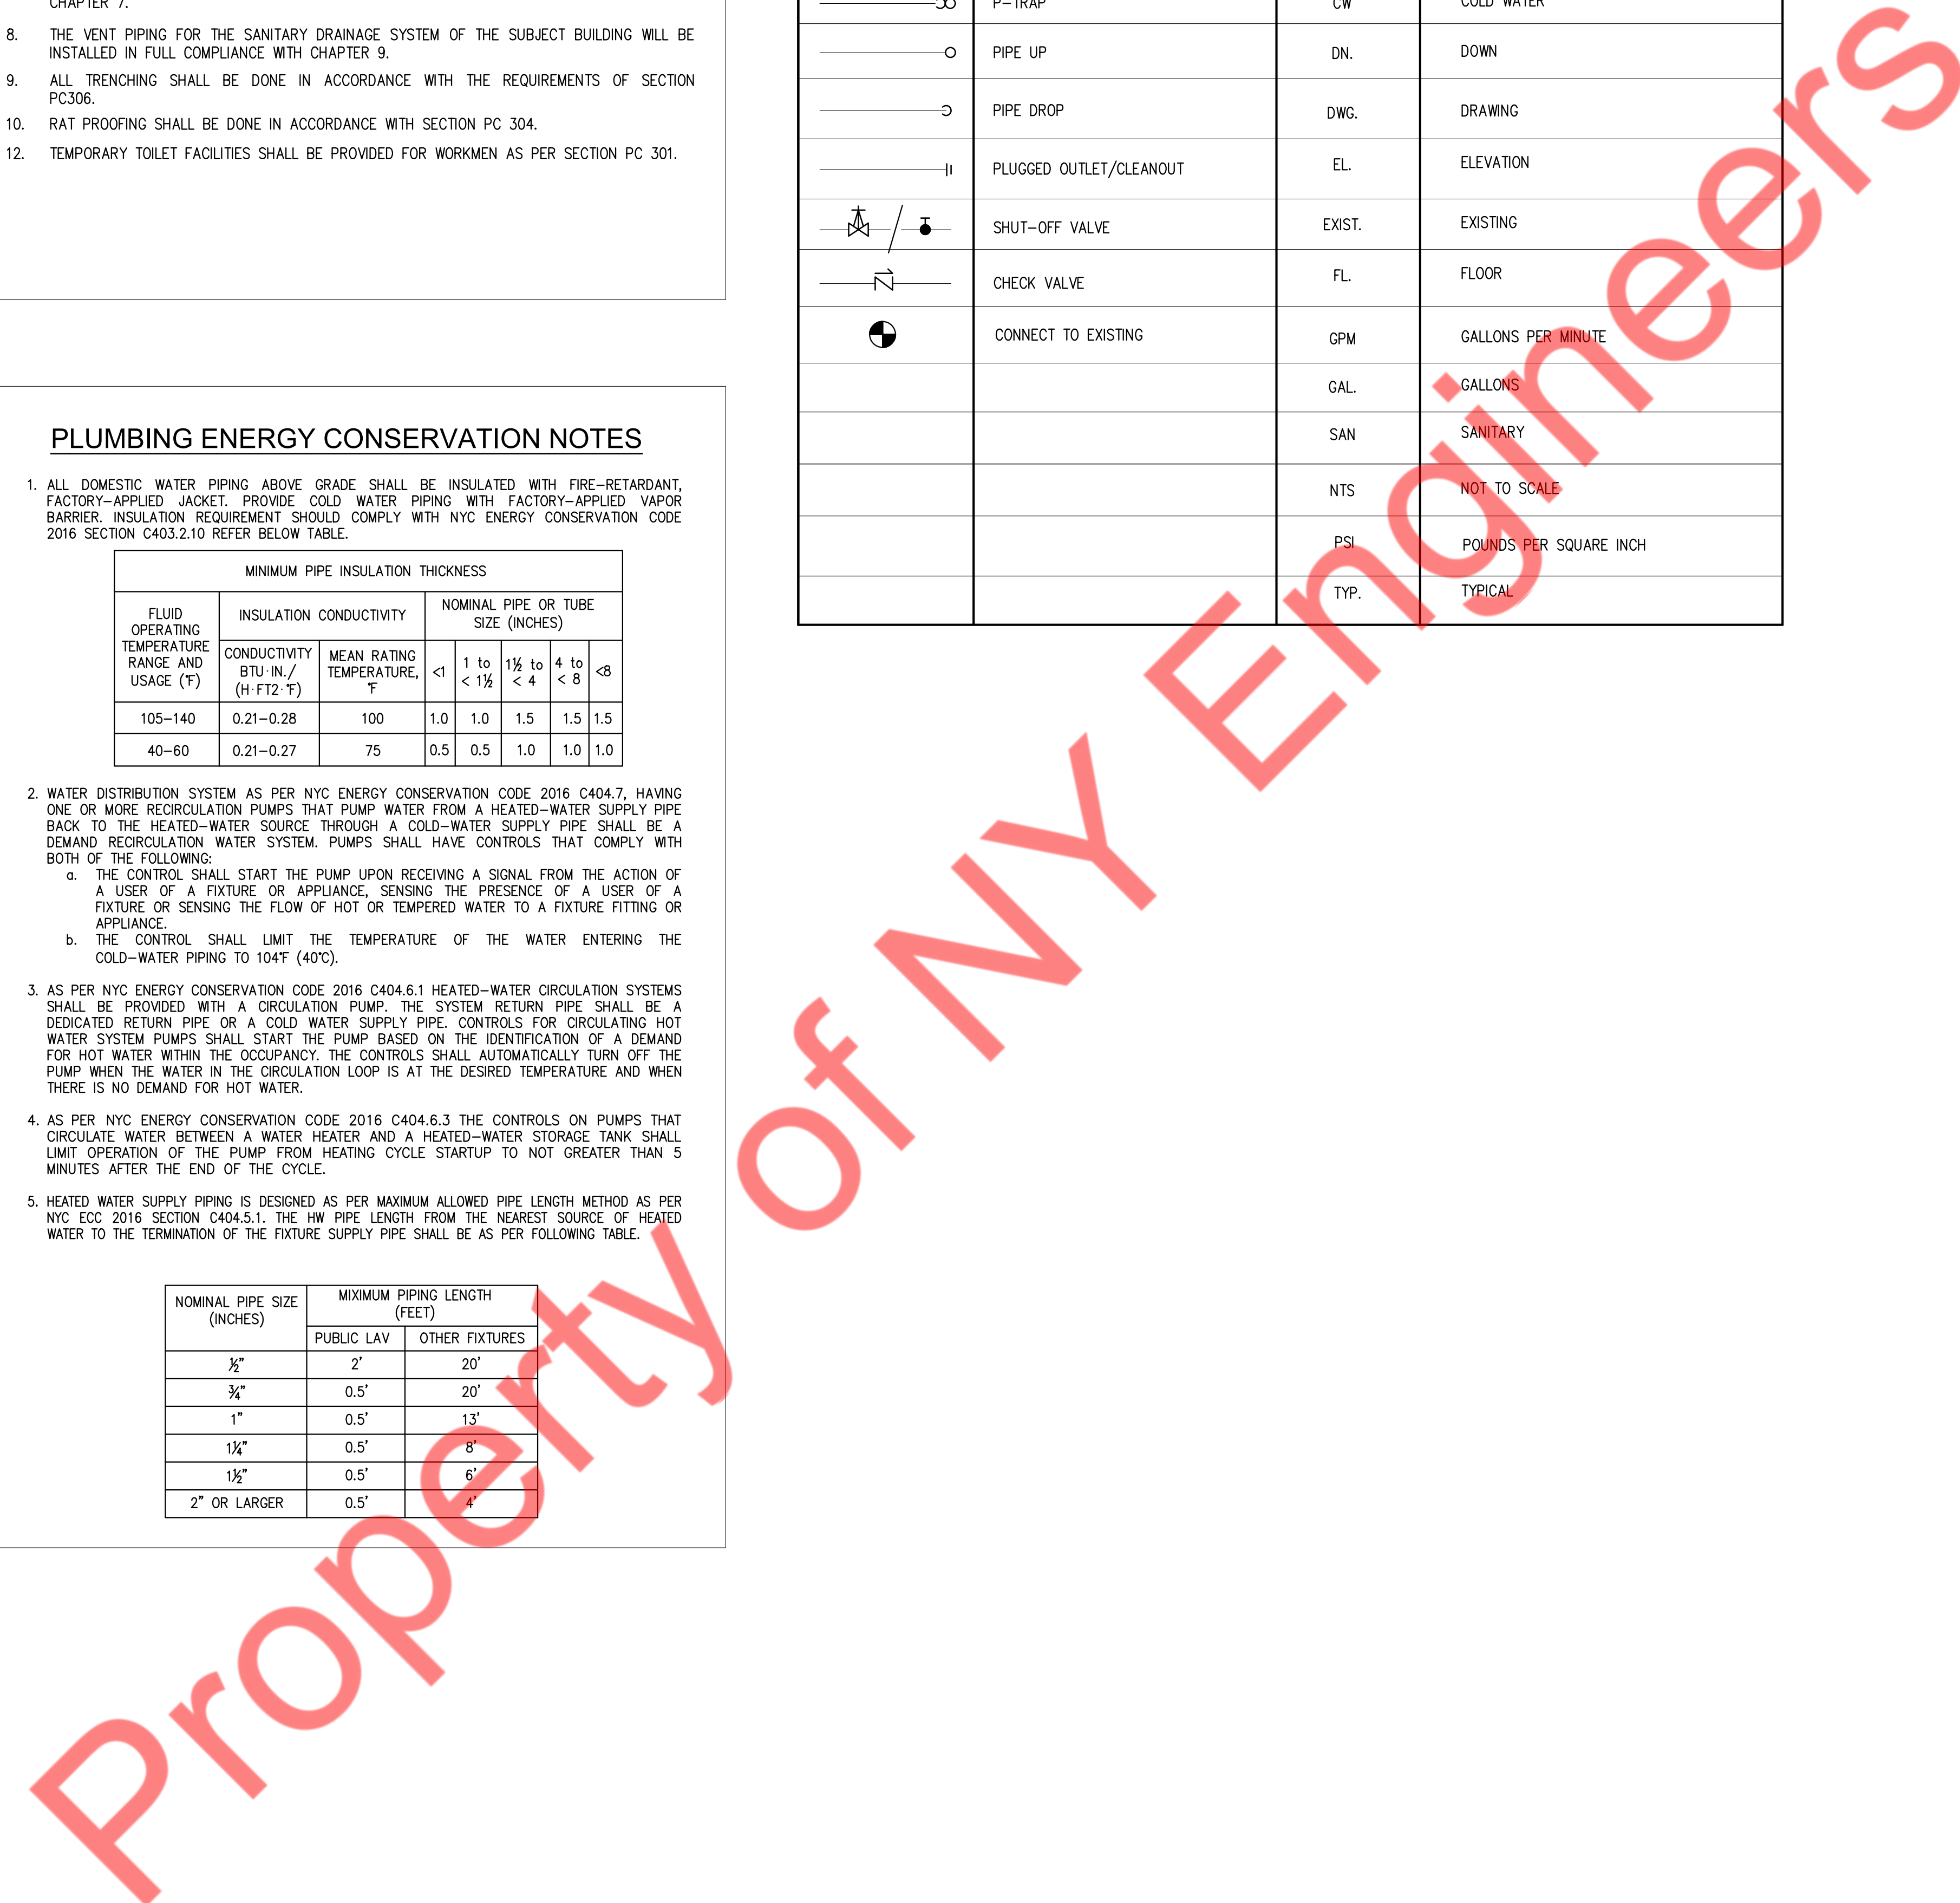 CHAPTER 7.
8. THE VENT PIPING FOR THE SANITARY DRAINAGE SYSTEM OF THE SUBJECT BUILDING WILL BE
INSTALLED IN FULL COMPLIANCE WITH CHAPTER 9.
9. ALL TRENCHING SHALL BE DONE IN ACCORDANCE WITH THE REQUIREMENTS OF SECTION
PC306.
10. RAT PROOFING SHALL BE DONE IN ACCORDANCE WITH SECTION PC 304.
12. TEMPORARY TOILET FACILITIES SHALL BE PROVIDED FOR WORKMEN AS PER SECTION PC 301.
PLUMBING ENERGY CONSERVATION NOTES
1. ALL DOMESTIC WATER PIPING ABOVE GRADE SHALL BE INSULATED WITH FIRE-RETARDANT,
FACTORY-APPLIED JACKET. PROVIDE COLD WATER PIPING WITH FACTORY-APPLIED VAPOR
BARRIER. INSULATION REQUIREMENT SHOULD COMPLY WITH NYC ENERGY CONSERVATION CODE
2016 SECTION C403.2.10 REFER BELOW TABLE.
MINIMUM PIPE INSULATION THICKNESS
FLUID
OPERATING
TEMPERATURE
RANGE AND
USAGE (°F)
INSULATION CONDUCTIVITY
NOMINAL PIPE OR TUBE
SIZE (INCHES)
CONDUCTIVITY
BTU·IN./
(H·FT2·°F)
MEAN RATING
TEMPERATURE,
°F
<1
1 to
< 1½
1½ to
< 4
4 to
< 8
<8
105-140 0.21-0.28 100 1.0 1.0 1.5 1.5 1.5
40-60 0.21-0.27 75 0.5 0.5 1.0 1.0 1.0
2. WATER DISTRIBUTION SYSTEM AS PER NYC ENERGY CONSERVATION CODE 2016 C404.7, HAVING
ONE OR MORE RECIRCULATION PUMPS THAT PUMP WATER FROM A HEATED-WATER SUPPLY PIPE
BACK TO THE HEATED-WATER SOURCE THROUGH A COLD-WATER SUPPLY PIPE SHALL BE A
DEMAND RECIRCULATION WATER SYSTEM. PUMPS SHALL HAVE CONTROLS THAT COMPLY WITH
BOTH OF THE FOLLOWING:
a. THE CONTROL SHALL START THE PUMP UPON RECEIVING A SIGNAL FROM THE ACTION OF
A USER OF A FIXTURE OR APPLIANCE, SENSING THE PRESENCE OF A USER OF A
FIXTURE OR SENSING THE FLOW OF HOT OR TEMPERED WATER TO A FIXTURE FITTING OR
APPLIANCE.
b. THE CONTROL SHALL LIMIT THE TEMPERATURE OF THE WATER ENTERING THE
COLD-WATER PIPING TO 104°F (40°C).
3. AS PER NYC ENERGY CONSERVATION CODE 2016 C404.6.1 HEATED-WATER CIRCULATION SYSTEMS
SHALL BE PROVIDED WITH A CIRCULATION PUMP. THE SYSTEM RETURN PIPE SHALL BE A
DEDICATED RETURN PIPE OR A COLD WATER SUPPLY PIPE. CONTROLS FOR CIRCULATING HOT
WATER SYSTEM PUMPS SHALL START THE PUMP BASED ON THE IDENTIFICATION OF A DEMAND
FOR HOT WATER WITHIN THE OCCUPANCY. THE CONTROLS SHALL AUTOMATICALLY TURN OFF THE
PUMP WHEN THE WATER IN THE CIRCULATION LOOP IS AT THE DESIRED TEMPERATURE AND WHEN
THERE IS NO DEMAND FOR HOT WATER.
4. AS PER NYC ENERGY CONSERVATION CODE 2016 C404.6.3 THE CONTROLS ON PUMPS THAT
CIRCULATE WATER BETWEEN A WATER HEATER AND A HEATED-WATER STORAGE TANK SHALL
LIMIT OPERATION OF THE PUMP FROM HEATING CYCLE STARTUP TO NOT GREATER THAN 5
MINUTES AFTER THE END OF THE CYCLE.
5. HEATED WATER SUPPLY PIPING IS DESIGNED AS PER MAXIMUM ALLOWED PIPE LENGTH METHOD AS PER
NYC ECC 2016 SECTION C404.5.1. THE HW PIPE LENGTH FROM THE NEAREST SOURCE OF HEATED
WATER TO THE TERMINATION OF THE FIXTURE SUPPLY PIPE SHALL BE AS PER FOLLOWING TABLE.
NOMINAL PIPE SIZE
(INCHES)
MIXIMUM PIPING LENGTH
(FEET)
PUBLIC LAV OTHER FIXTURES
½" 2' 20'
¾" 0.5' 20'
1" 0.5' 13'
1¼" 0.5' 8'
1½" 0.5' 6'
2" OR LARGER 0.5' 4'
P-TRAP CW COLD WATER
PIPE UP DN. DOWN
PIPE DROP DWG. DRAWING
PLUGGED OUTLET/CLEANOUT EL. ELEVATION
SHUT-OFF VALVE EXIST. EXISTING
CHECK VALVE FL. FLOOR
CONNECT TO EXISTING GPM GALLONS PER MINUTE
GAL. GALLONS
SAN SANITARY
NTS NOT TO SCALE
PSI POUNDS PER SQUARE INCH
TYP. TYPICAL
Property of NY Engineers